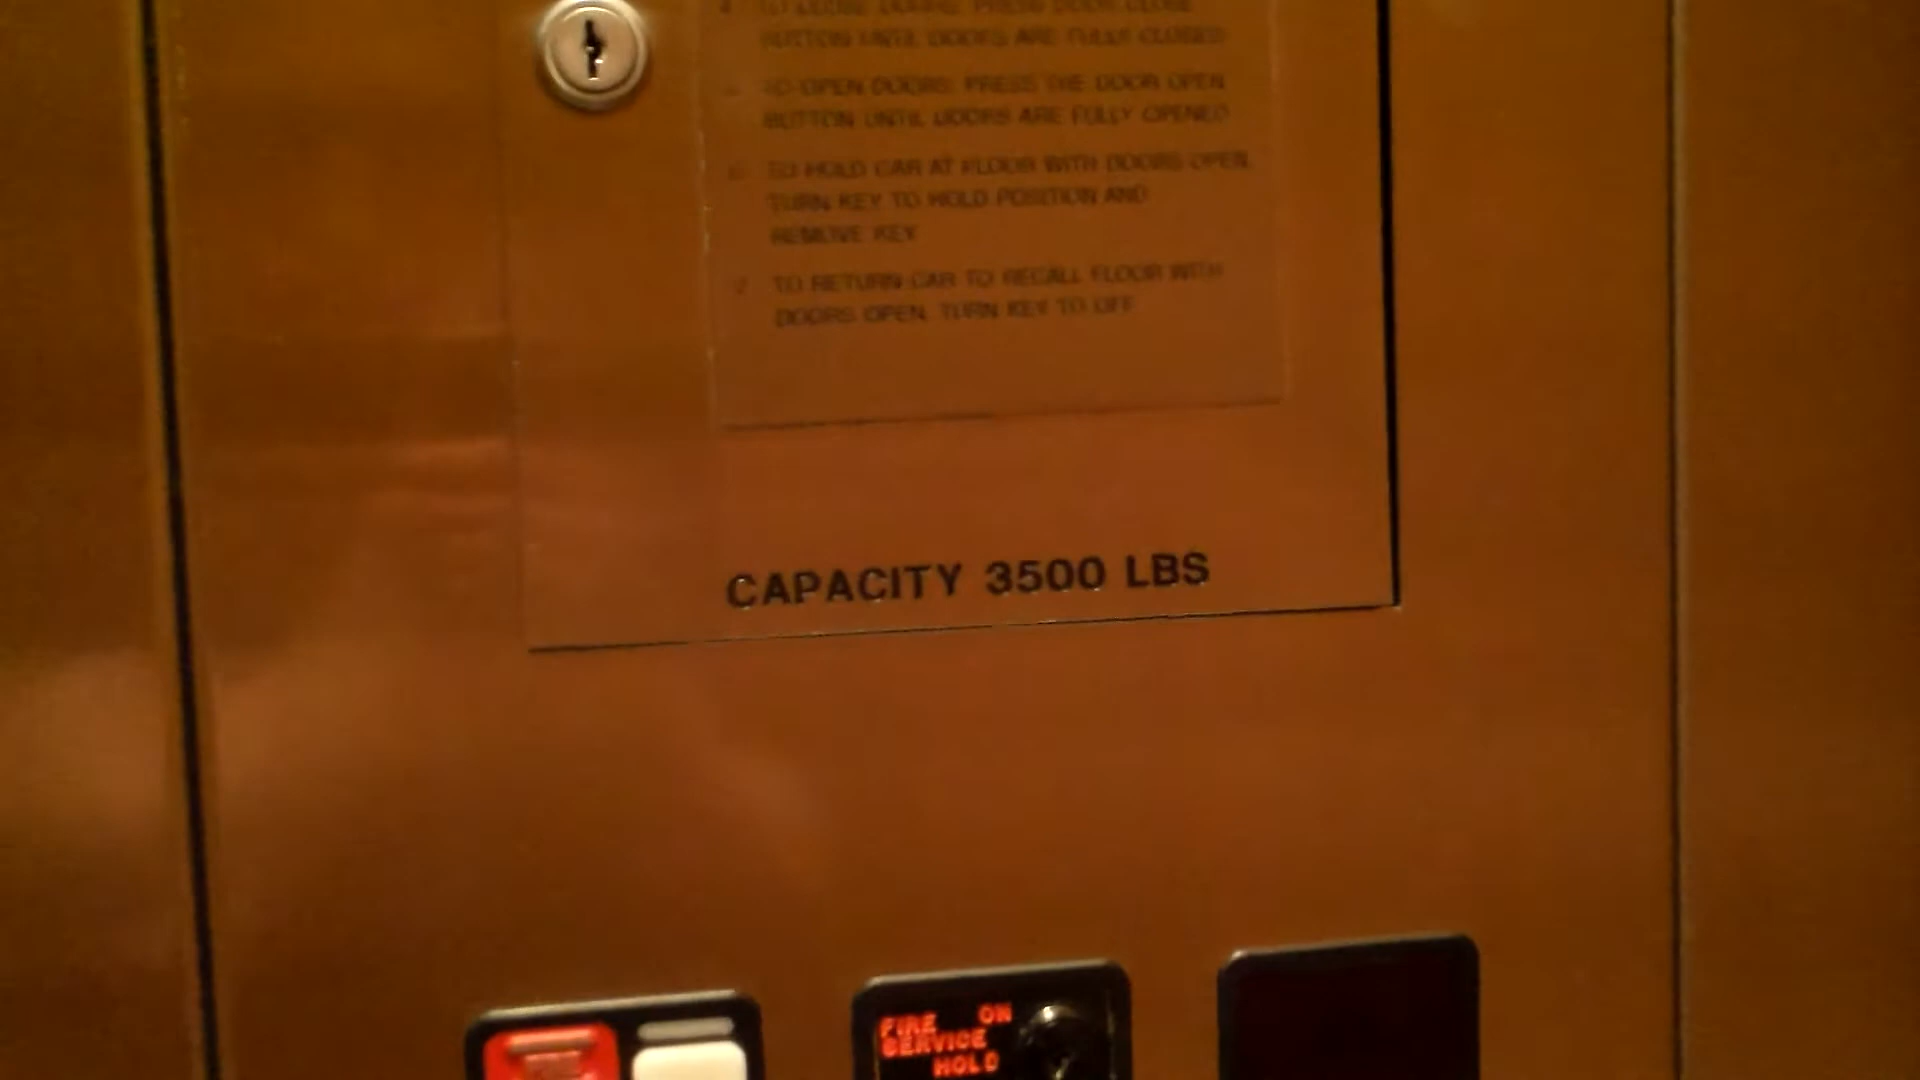 TO CLOSE DOORS: PRESS DOOR CLOSE
BUTTON UNTIL DOORS ARE FULLY CLOSED
TO OPEN DOORS: PRESS THE DOOR OPEN
BUTTON UNTIL DOORS ARE FULLY OPENED
TO HOLD CAR AT FLOOR WITH DOORS OPEN,
TURN KEY TO HOLD POSITION AND
REMOVE KEY
7 TO RETURN CAR TO RECALL FLOOR WITH
DOORS OPEN, TURN KEY TO OFF
CAPACITY 3500 LBS
FIRE ON
SERVICE
HOLD